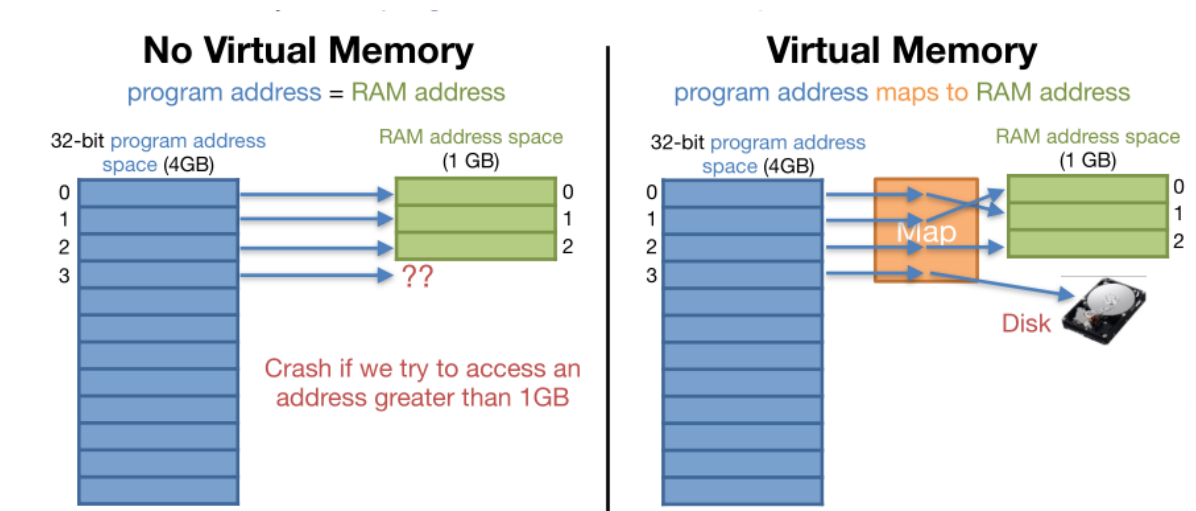 No Virtual Memory
program address = RAM address
32-bit program address
space (4GB)
RAM address space
(1 GB)
0
1
2
3
0
1
2
??
Crash if we try to access an
address greater than 1GB
Virtual Memory
program address maps to RAM address
32-bit program address
space (4GB)
RAM address space
(1 GB)
0
1
2
3
Map
0
1
2
Disk